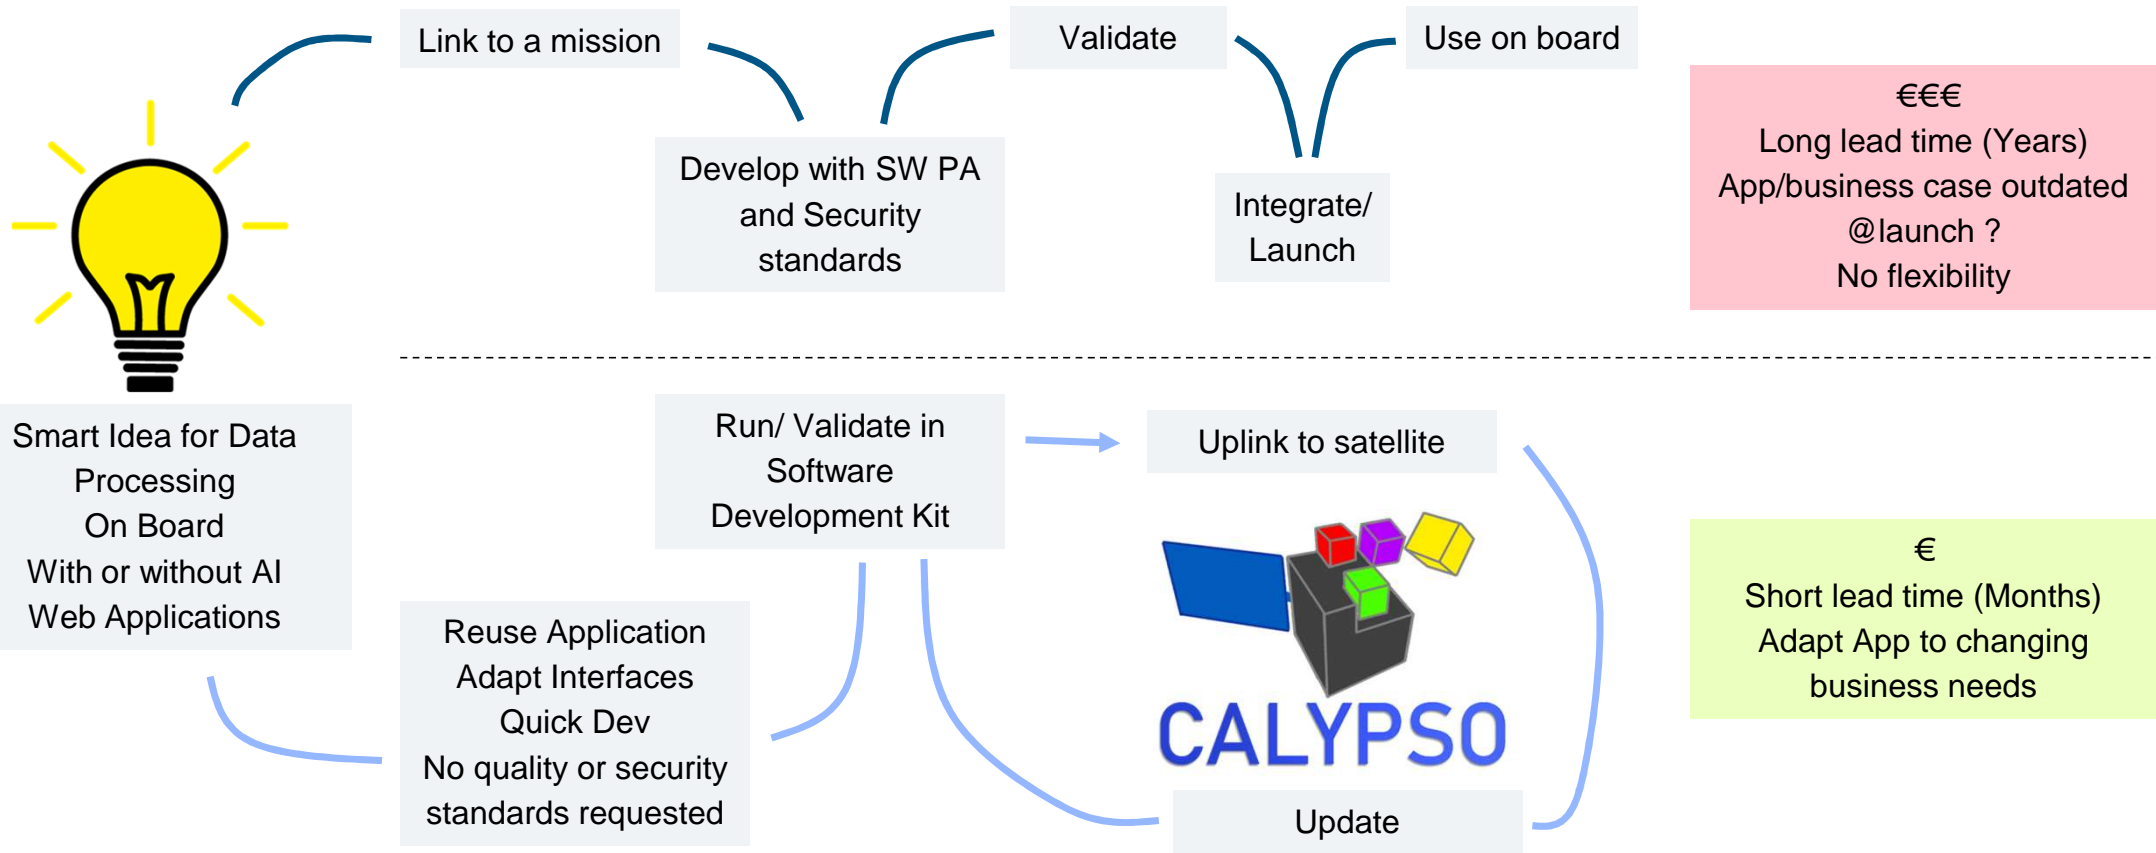 Link to a mission
Develop with SW PA
and Security
standards
Validate
Integrate/
Launch
Use on board
€€€
Long lead time (Years)
App/business case outdated
@launch ?
No flexibility
Smart Idea for Data
Processing
On Board
With or without AI
Web Applications
Reuse Application
Adapt Interfaces
Quick Dev
No quality or security
standards requested
Run/ Validate in
Software
Development Kit
Uplink to satellite
CALYPSO
Update
€
Short lead time (Months)
Adapt App to changing
business needs